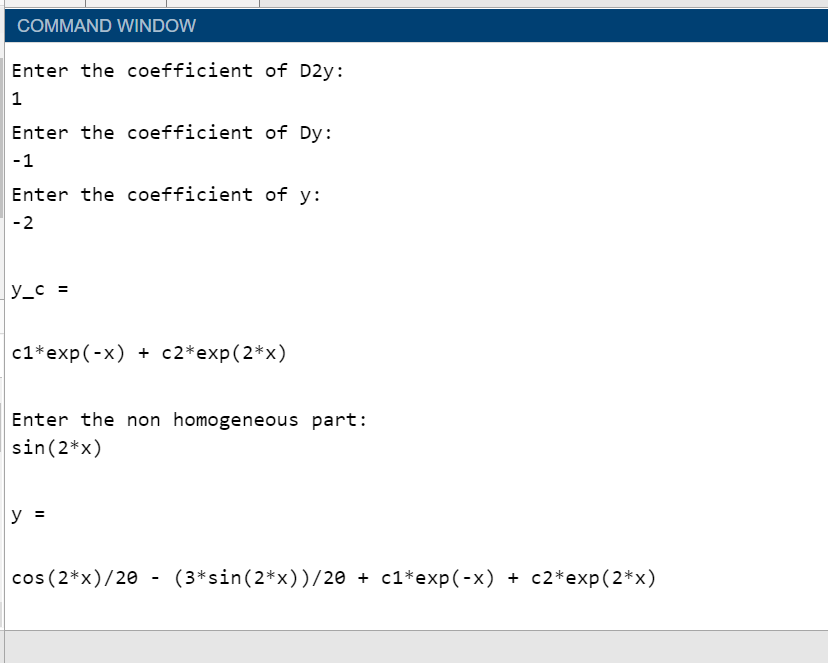 COMMAND WINDOW
Enter the coefficient of D2y:
1
Enter the coefficient of Dy:
-1
Enter the coefficient of y:
-2
y_c =
c1*exp(-x) + c2*exp(2*x)
Enter the non homogeneous part:
sin(2*x)
y =
cos(2*x)/20 - (3*sin(2*x))/20 + c1*exp(-x) + c2*exp(2*x)